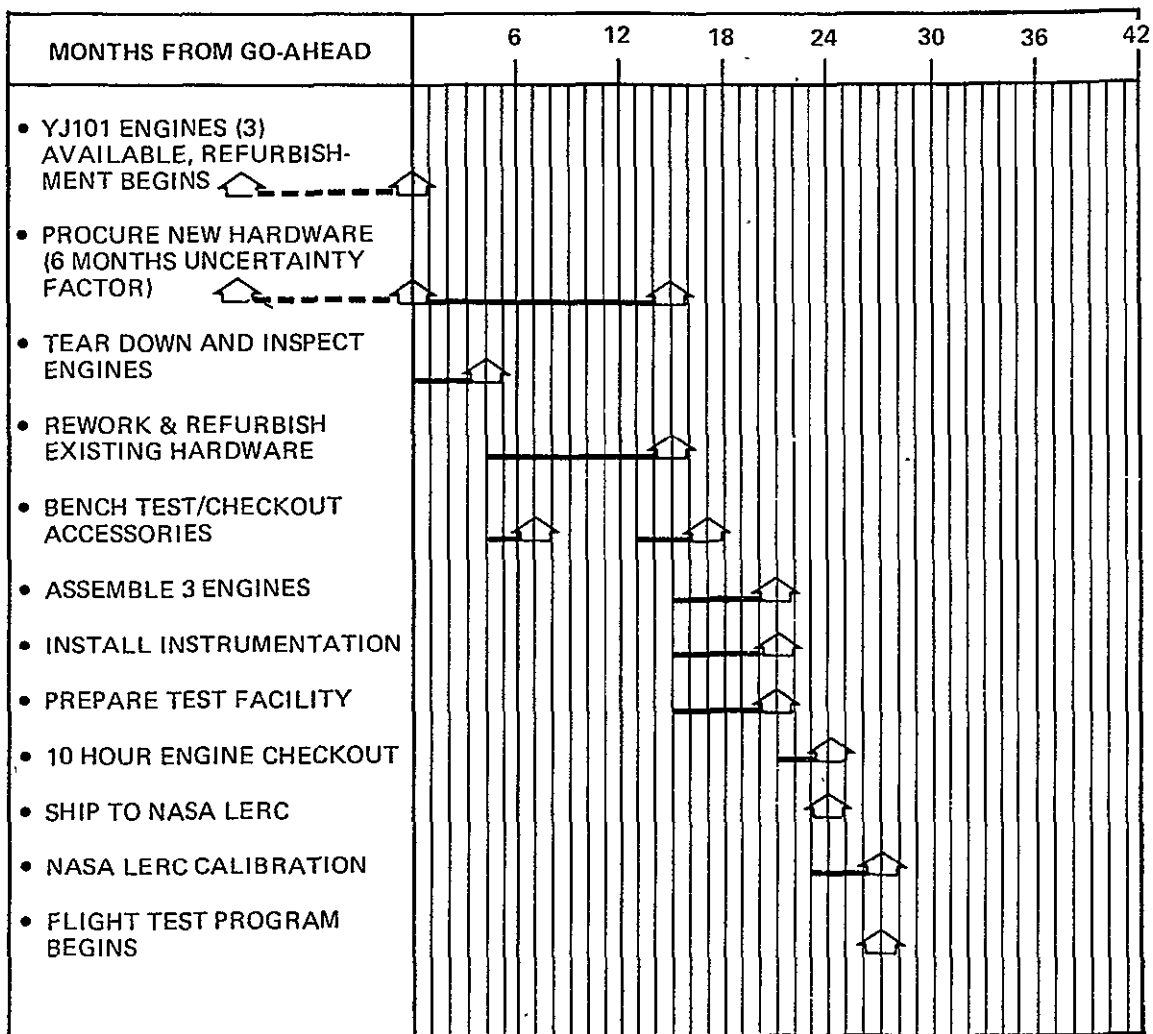 MONTHS FROM GO-AHEAD
6 12 18 24 30 36 42
• YJ101 ENGINES (3)
AVAILABLE, REFURBISH-
MENT BEGINS
• PROCURE NEW HARDWARE
(6 MONTHS UNCERTAINTY
FACTOR)
• TEAR DOWN AND INSPECT
ENGINES
• REWORK & REFURBISH
EXISTING HARDWARE
• BENCH TEST/CHECKOUT
ACCESSORIES
• ASSEMBLE 3 ENGINES
• INSTALL INSTRUMENTATION
• PREPARE TEST FACILITY
• 10 HOUR ENGINE CHECKOUT
• SHIP TO NASA LERC
• NASA LERC CALIBRATION
• FLIGHT TEST PROGRAM
BEGINS